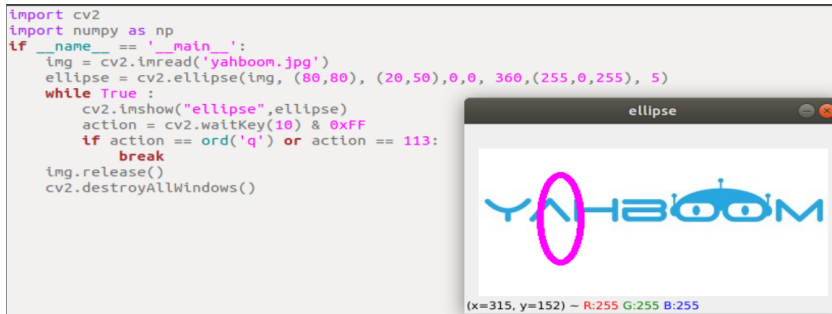 import cv2
import numpy as np
if __name__ == '__main__':
    img = cv2.imread('yahboom.jpg')
    ellipse = cv2.ellipse(img, (80,80), (20,50),0,0, 360,(255,0,255), 5)
    while True :
        cv2.imshow("ellipse",ellipse)
        action = cv2.waitKey(10) & 0xFF
        if action == ord('q') or action == 113:
            break
    img.release()
    cv2.destroyAllWindows()
ellipse
YAHBOOM
(x=315, y=152) ~ R:255 G:255 B:255